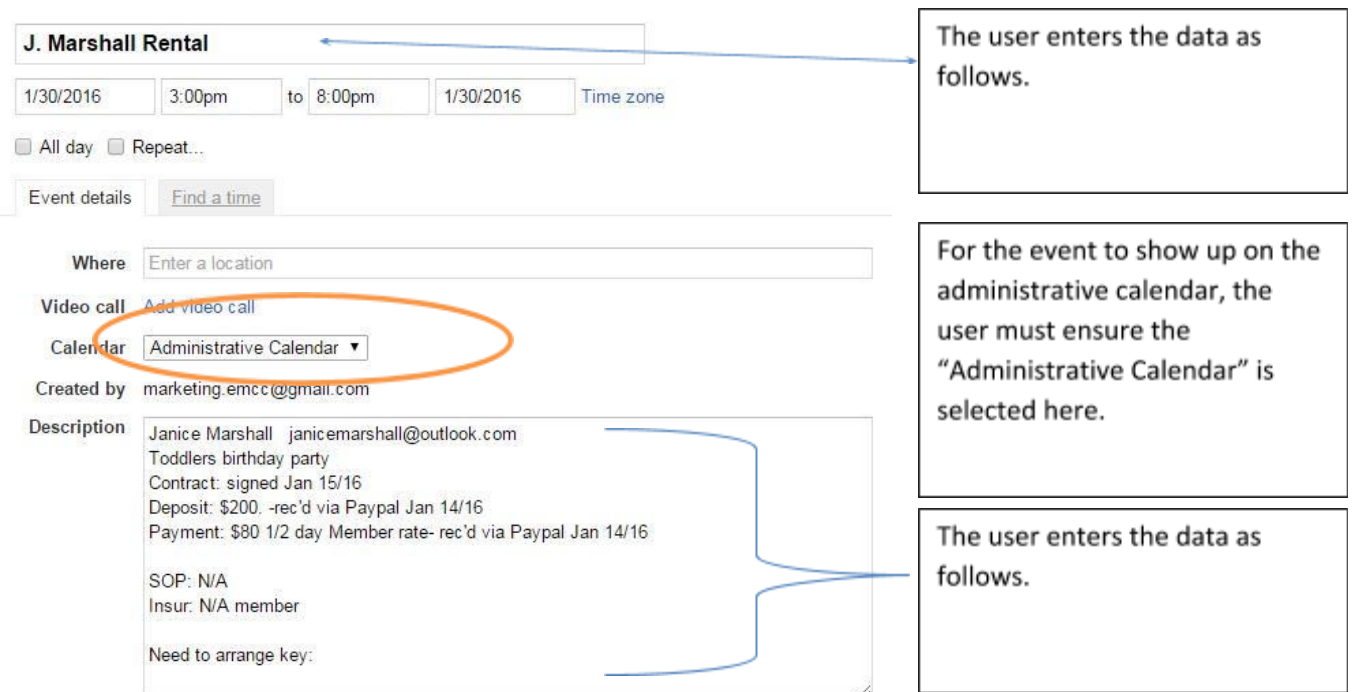 J. Marshall Rental
1/30/2016 3:00pm to 8:00pm 1/30/2016 Time zone
All day Repeat...
Event details Find a time
Where Enter a location
Video call Add video call
Calendar Administrative Calendar
Created by marketing.emcc@gmail.com
Description
Janice Marshall janicemarshall@outlook.com
Toddlers birthday party
Contract: signed Jan 15/16
Deposit: $200. -rec'd via Paypal Jan 14/16
Payment: $80 1/2 day Member rate- rec'd via Paypal Jan 14/16
SOP: N/A
Insur: N/A member
Need to arrange key:
The user enters the data as
follows.
For the event to show up on the
administrative calendar, the
user must ensure the
“Administrative Calendar” is
selected here.
The user enters the data as
follows.